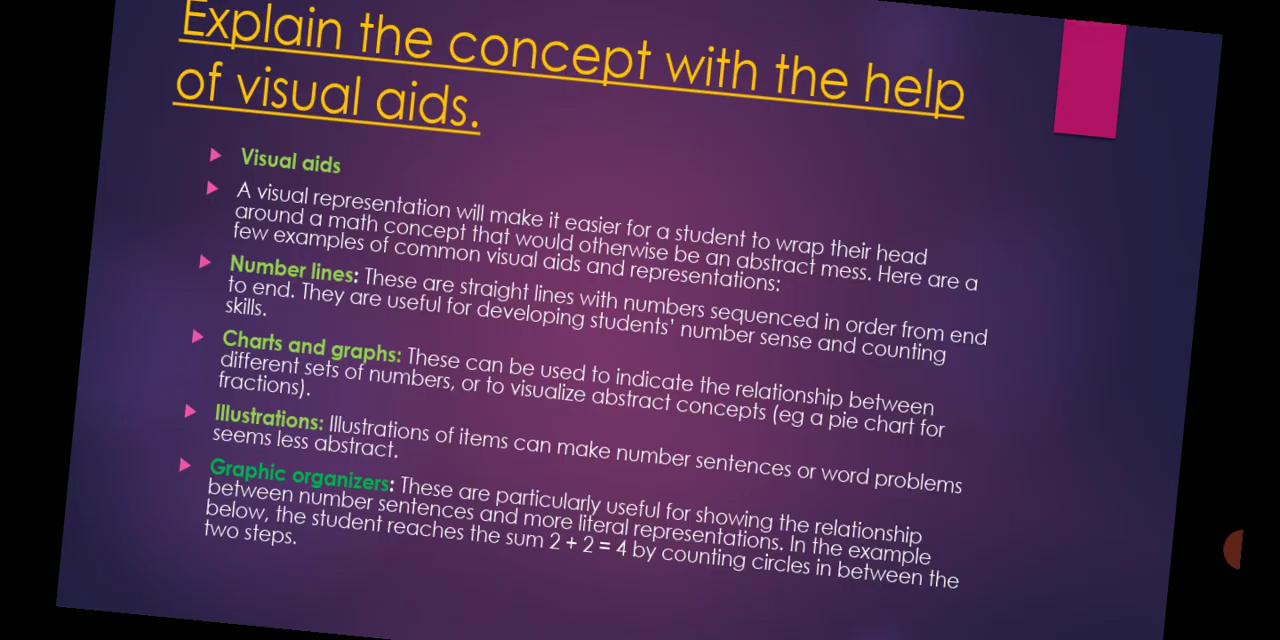 Explain the concept with the help
of visual aids.
Visual aids
A visual representation will make it easier for a student to wrap their head
around a math concept that would otherwise be an abstract mess. Here are a
few examples of common visual aids and representations:
Number lines: These are straight lines with numbers sequenced in order from end
to end. They are useful for developing students’ number sense and counting
skills.
Charts and graphs: These can be used to indicate the relationship between
different sets of numbers, or to visualize abstract concepts (eg a pie chart for
fractions).
Illustrations: Illustrations of items can make number sentences or word problems
seems less abstract.
Graphic organizers: These are particularly useful for showing the relationship
between number sentences and more literal representations. In the example
below, the student reaches the sum 2 + 2 = 4 by counting circles in between the
two steps.